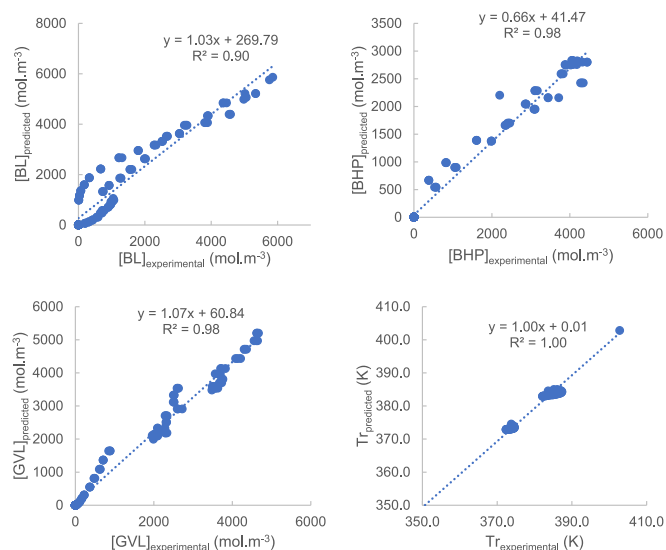 y = 1.03x + 269.79
R² = 0.90
8000
6000
4000
2000
0
[BL]predicted (mol.m-3)
0 2000 4000 6000
[BL]experimental (mol.m-3)
y = 0.66x + 41.47
R² = 0.98
3500
3000
2500
2000
1500
1000
500
0
[BHP]predicted (mol.m-3)
0 2000 4000 6000
[BHP]experimental (mol.m-3)
y = 1.07x + 60.84
R² = 0.98
6000
5000
4000
3000
2000
1000
0
[GVL]predicted (mol.m-3)
0 2000 4000 6000
[GVL]experimental (mol.m-3)
y = 1.00x + 0.01
R² = 1.00
410.0
400.0
390.0
380.0
370.0
360.0
350.0
Trpredicted (K)
350.0 370.0 390.0 410.0
Trexperimental (K)